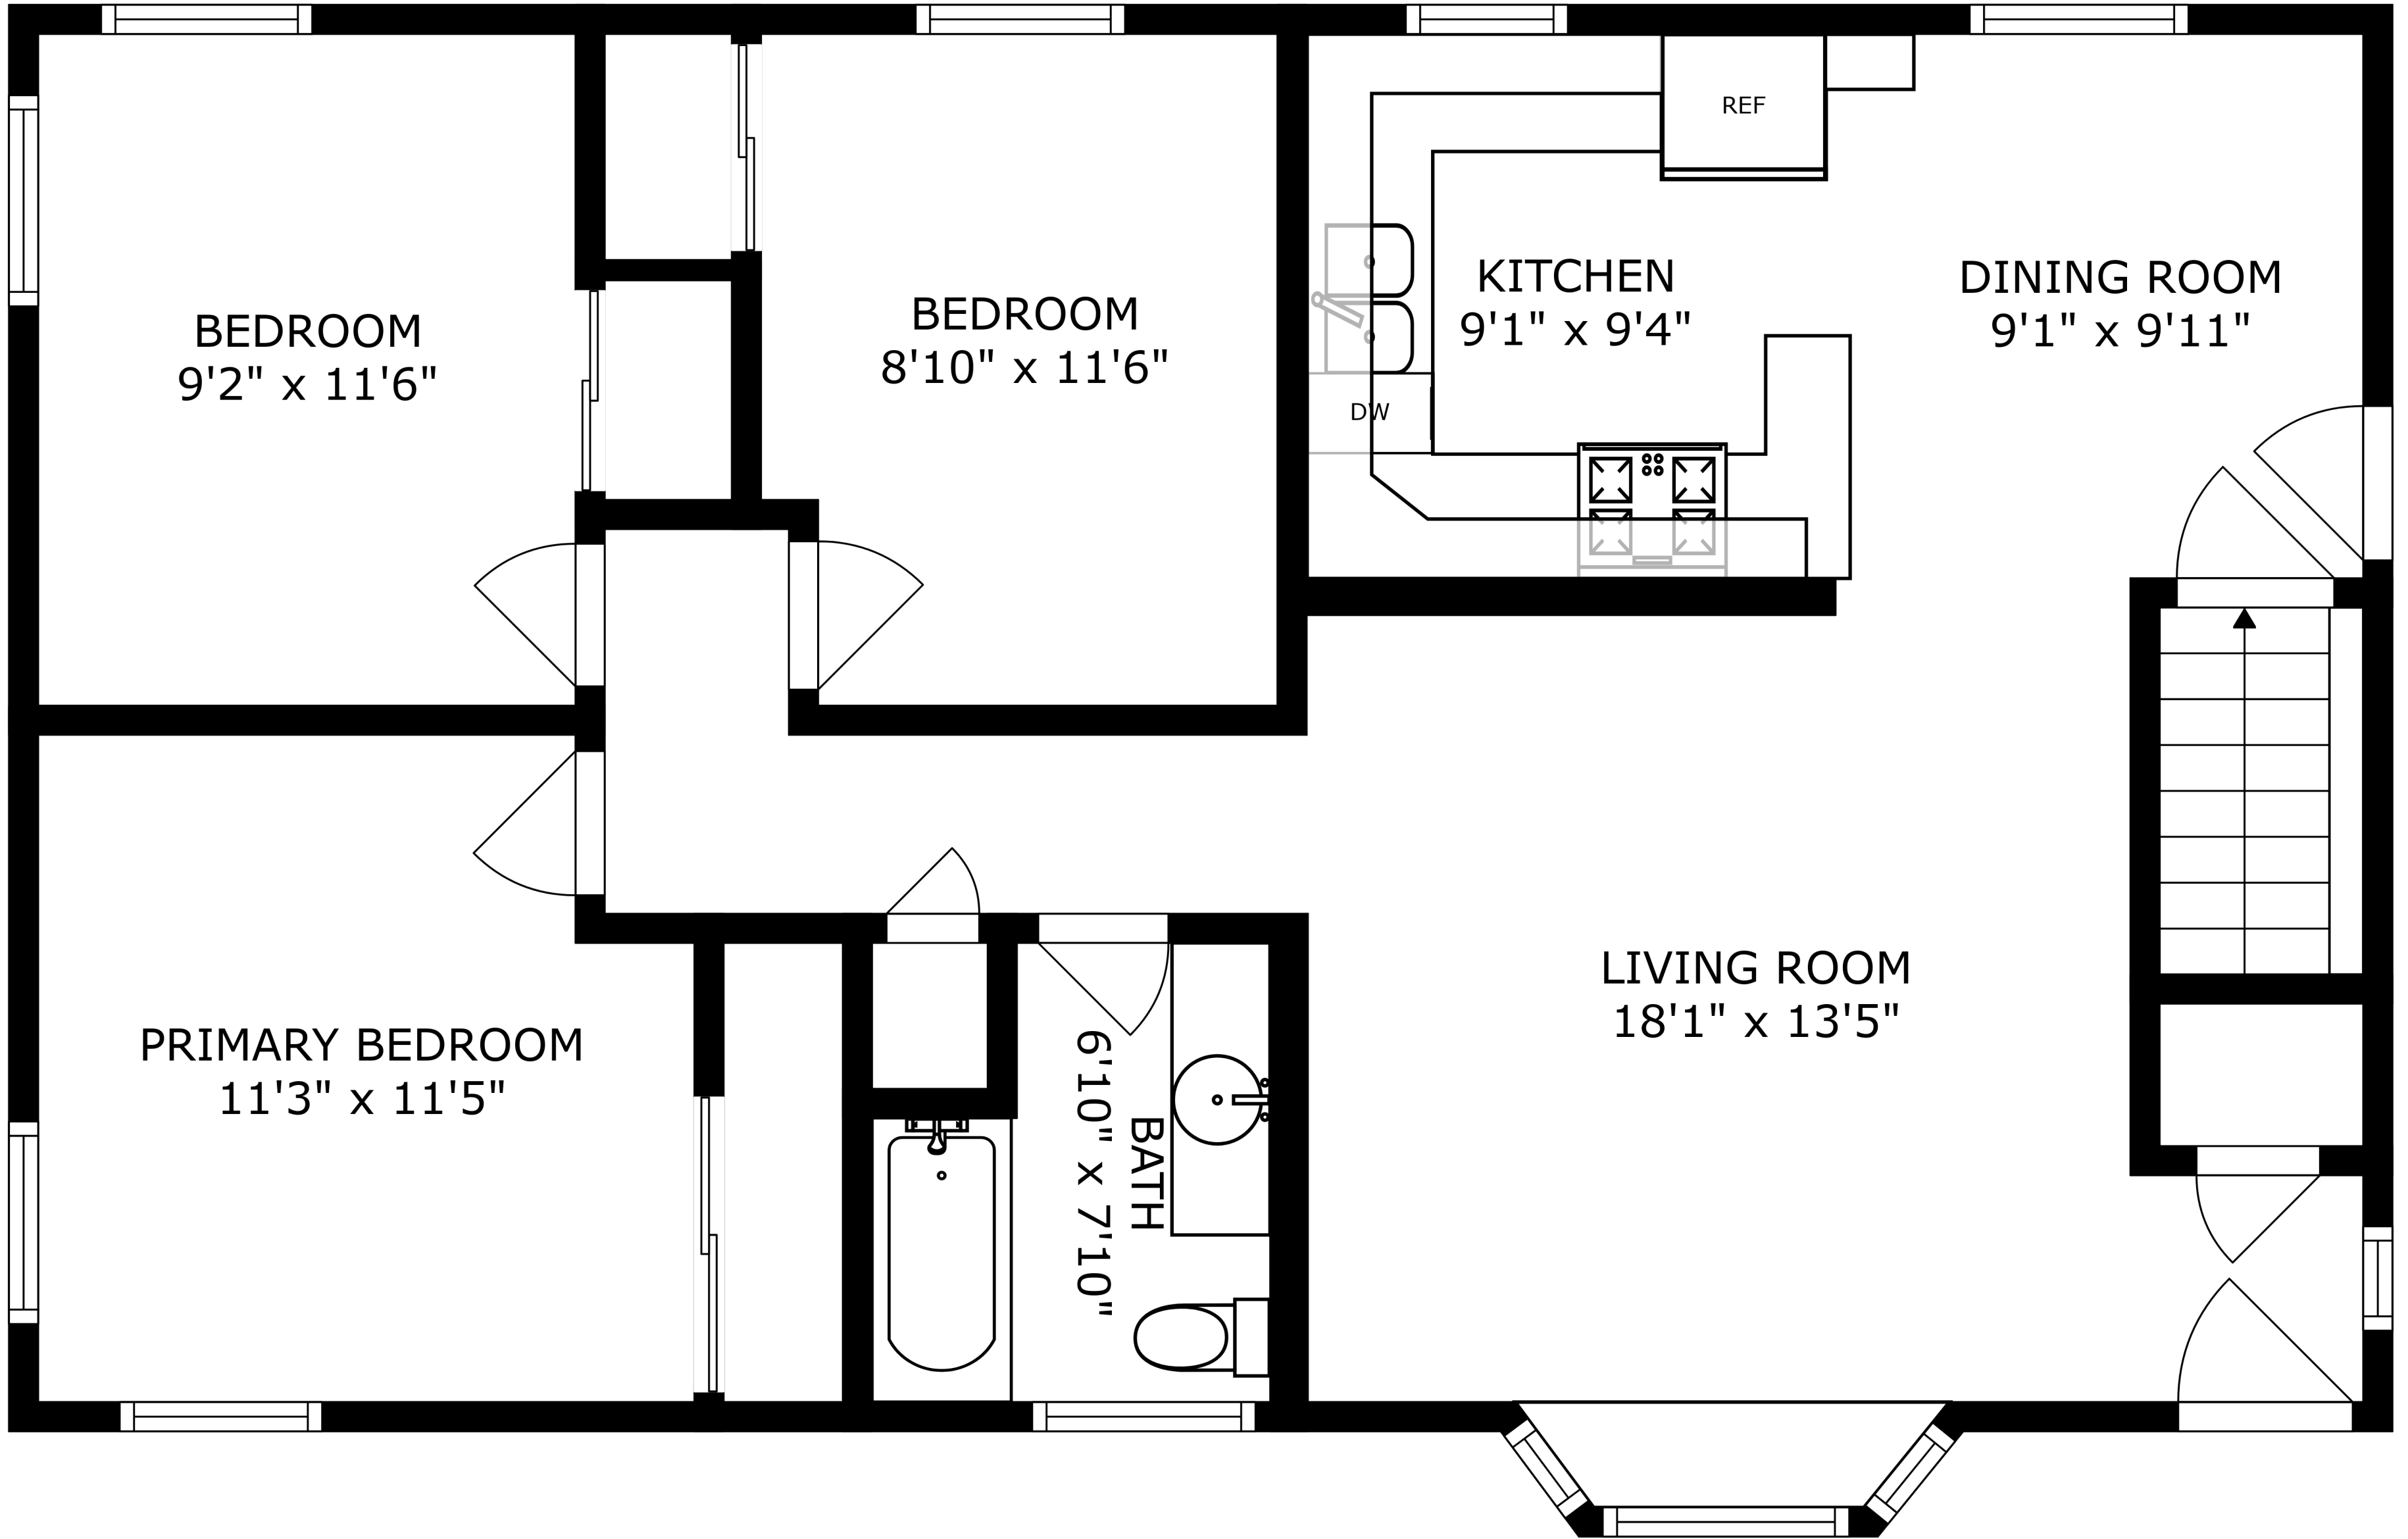 REF
KITCHEN
9'1" x 9'4"
DINING ROOM
9'1" x 9'11"
BEDROOM
9'2" x 11'6"
BEDROOM
8'10" x 11'6"
DW
LIVING ROOM
18'1" x 13'5"
PRIMARY BEDROOM
11'3" x 11'5"
BATH
6'10" x 7'10"